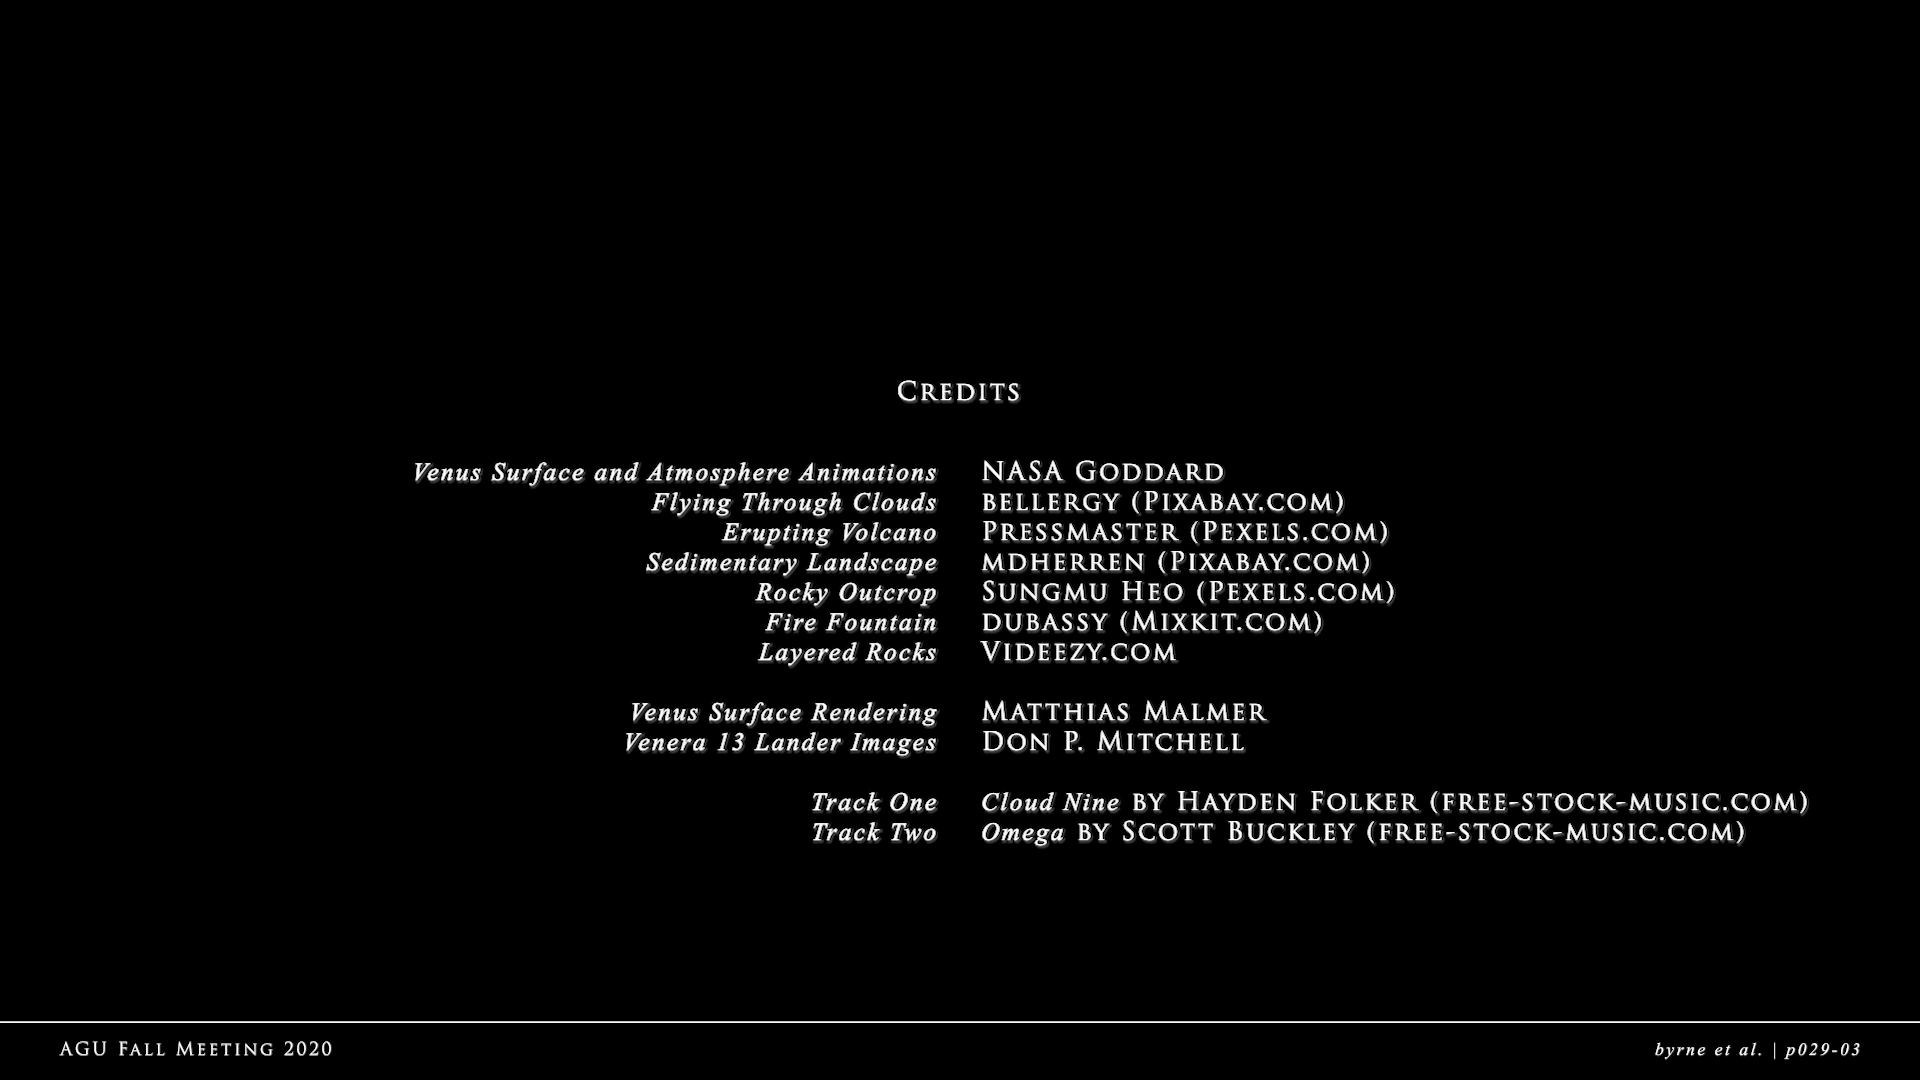 Credits
Venus Surface and Atmosphere Animations NASA Goddard
Flying Through Clouds bellergy (Pixabay.com)
Erupting Volcano Pressmaster (Pexels.com)
Sedimentary Landscape mdherren (Pixabay.com)
Rocky Outcrop Sungmu Heo (Pexels.com)
Fire Fountain dubassy (Mixkit.com)
Layered Rocks Videezy.com
Venus Surface Rendering Matthias Malmer
Venera 13 Lander Images Don P. Mitchell
Track One Cloud Nine by Hayden Folker (free-stock-music.com)
Track Two Omega by Scott Buckley (free-stock-music.com)
AGU Fall Meeting 2020
byrne et al. | p029-03